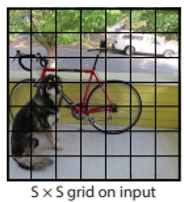 S × S grid on input